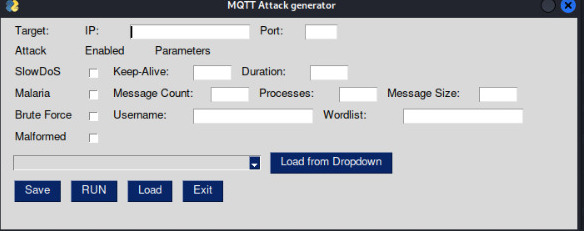 MQTT Attack generator
Target: IP: Port:
Attack Enabled Parameters
SlowDoS Keep-Alive: Duration:
Malaria Message Count: Processes: Message Size:
Brute Force Username: Wordlist:
Malformed
Load from Dropdown
Save RUN Load Exit